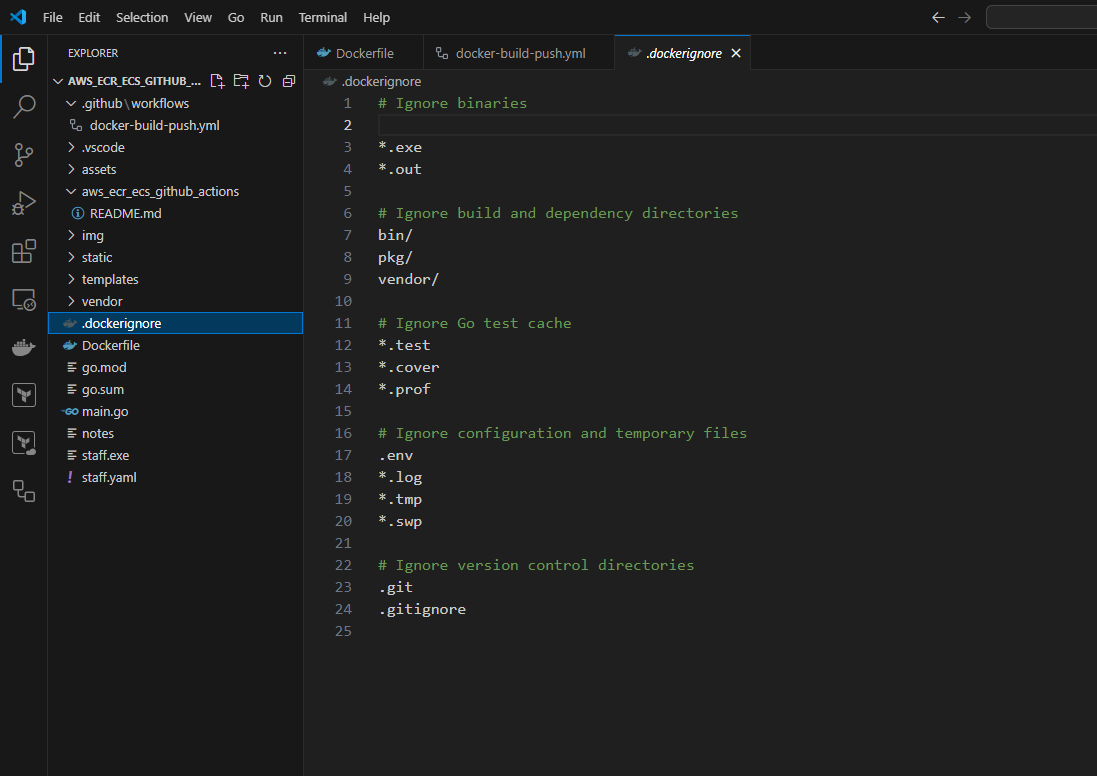 File Edit Selection View Go Run Terminal Help
EXPLORER
AWS_ECR_ECS_GITHUB_...
.github\workflows
docker-build-push.yml
.vscode
assets
aws_ecr_ecs_github_actions
README.md
img
static
templates
vendor
.dockerignore
Dockerfile
go.mod
go.sum
GO main.go
notes
staff.exe
! staff.yaml
Dockerfile docker-build-push.yml .dockerignore
.dockerignore
1 # Ignore binaries
2
3 *.exe
4 *.out
5
6 # Ignore build and dependency directories
7 bin/
8 pkg/
9 vendor/
10
11 # Ignore Go test cache
12 *.test
13 *.cover
14 *.prof
15
16 # Ignore configuration and temporary files
17 .env
18 *.log
19 *.tmp
20 *.swp
21
22 # Ignore version control directories
23 .git
24 .gitignore
25